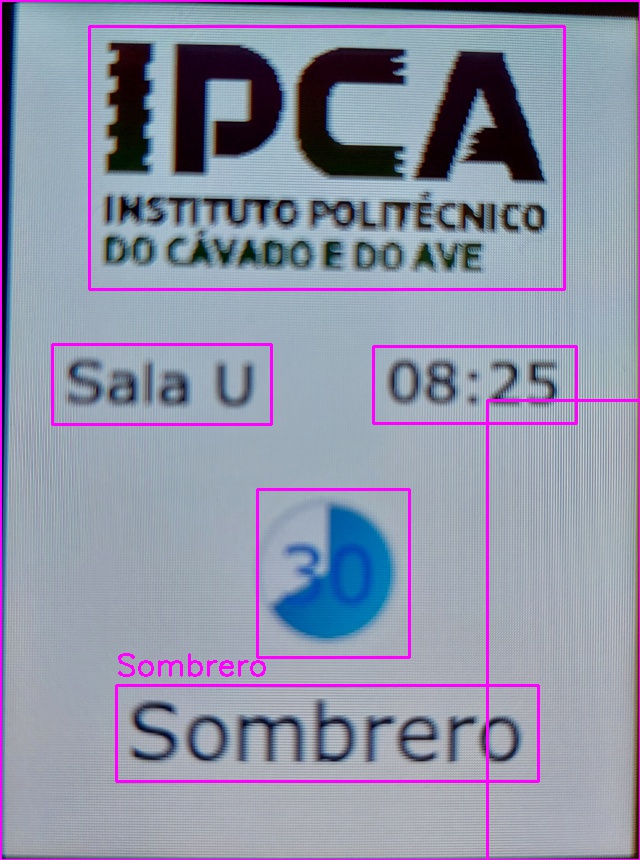 IPCA
INSTITUTO POLITÉCNICO
DO CÁVADO E DO AVE
Sala U
08:25
30
Sombrero
Sombrero